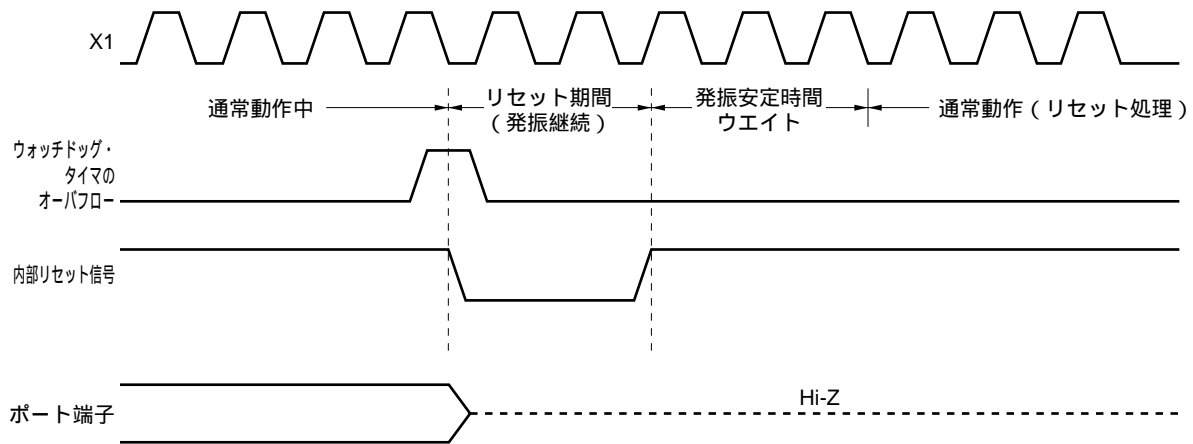 X1
通常動作中
リセット期間
(発振継続)
発振安定時間
ウエイト
通常動作(リセット処理)
ウォッチドッグ・
タイマの
オーバフロー
内部リセット信号
ポート端子
Hi-Z